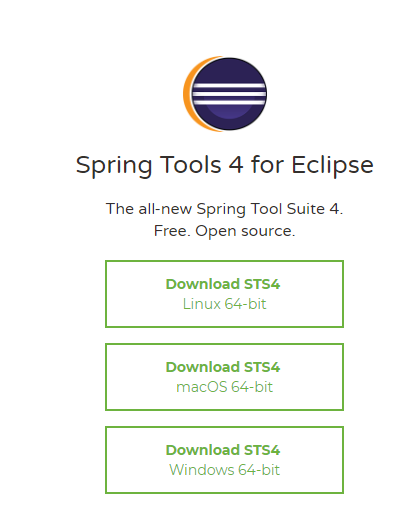 Spring Tools 4 for Eclipse
The all-new Spring Tool Suite 4.
Free. Open source.
Download STS4
Linux 64-bit
Download STS4
macOS 64-bit
Download STS4
Windows 64-bit